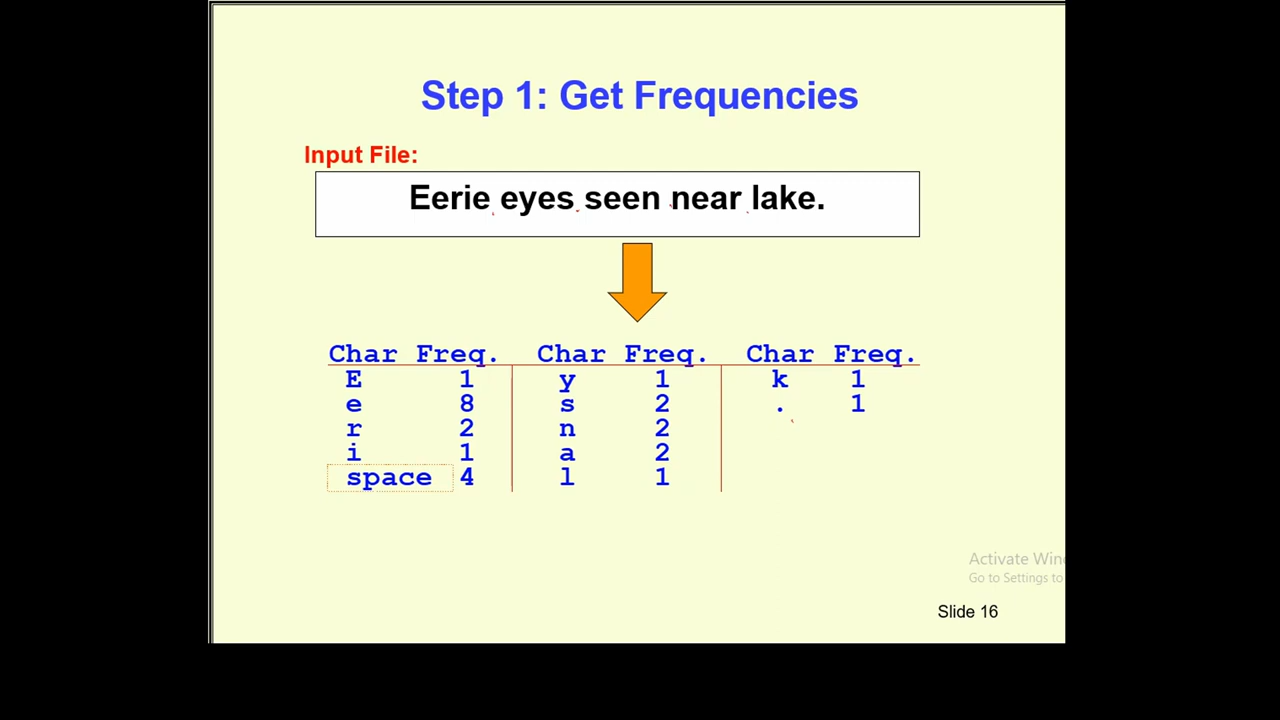 Step 1: Get Frequencies
Input File:
Eerie eyes seen near lake.
Char Freq. Char Freq. Char Freq.
E 1 y 1 k 1
e 8 s 2 . 1
r 2 n 2
i 1 a 2
space 4 l 1
Activate Win
Go to Settings to
Slide 16